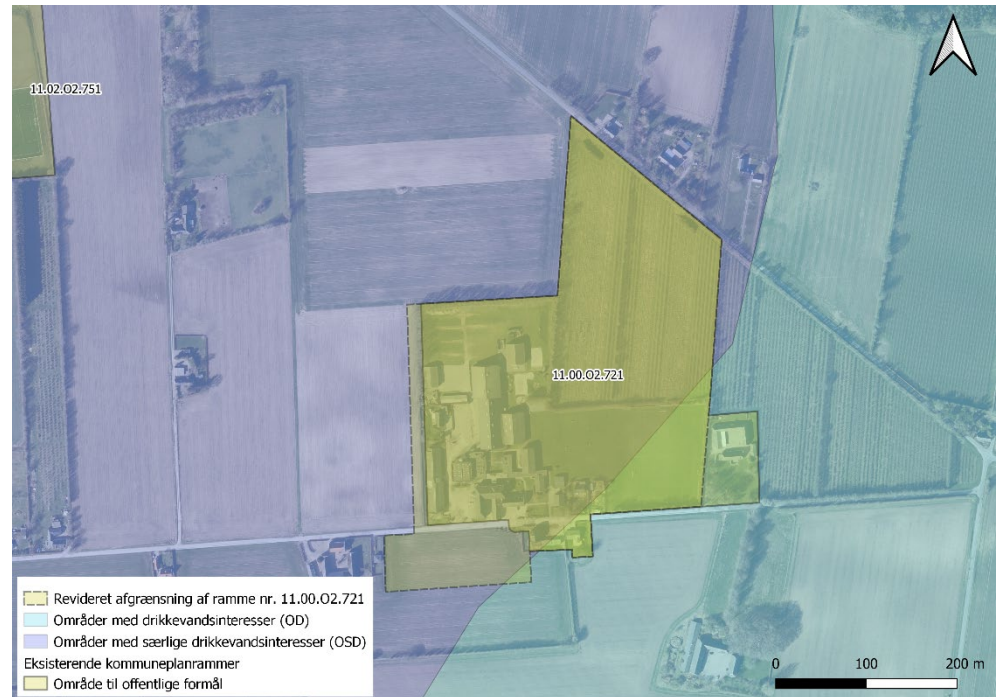 11.02.O2.751
11.00.O2.721
Revideret afgrænsning af ramme nr. 11.00.O2.721
Områder med drikkevandsinteresser (OD)
Områder med særlige drikkevandsinteresser (OSD)
Eksisterende kommuneplanrammer
Område til offentlige formål
0 100 200 m